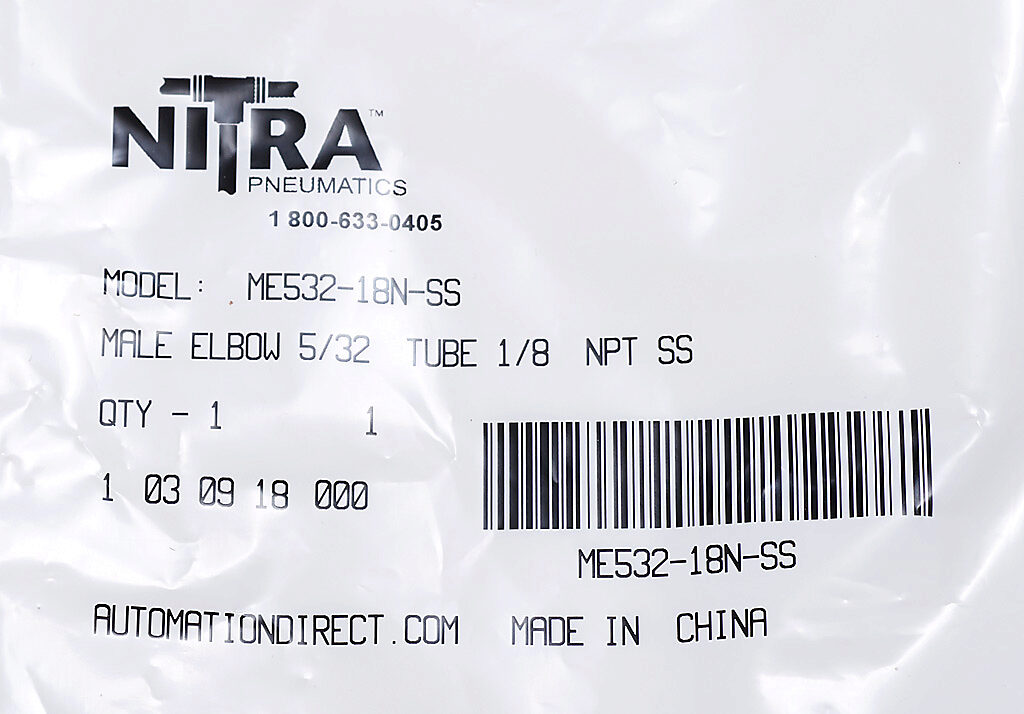 NITRA™
PNEUMATICS
1 800-633-0405
MODEL: ME532-18N-SS
MALE ELBOW 5/32 TUBE 1/8 NPT SS
QTY - 1 1
1 03 09 18 000
ME532-18N-SS
AUTOMATIONDIRECT.COM MADE IN CHINA